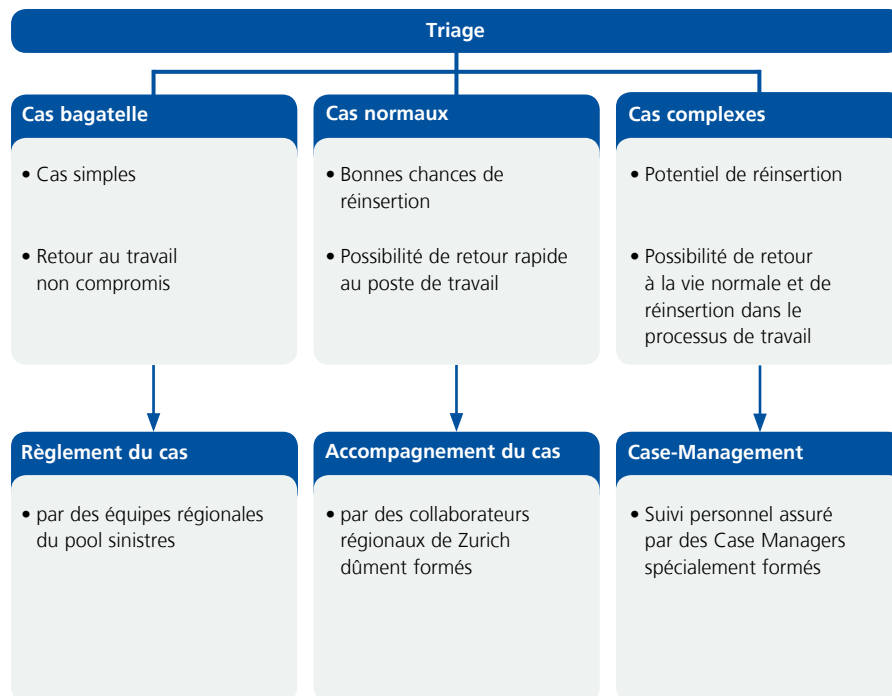 Triage
Cas bagatelle
• Cas simples
• Retour au travail
non compromis
Cas normaux
• Bonnes chances de
réinsertion
• Possibilité de retour rapide
au poste de travail
Cas complexes
• Potentiel de réinsertion
• Possibilité de retour
à la vie normale et de
réinsertion dans le
processus de travail
Règlement du cas
• par des équipes régionales
du pool sinistres
Accompagnement du cas
• par des collaborateurs
régionaux de Zurich
dûment formés
Case-Management
• Suivi personnel assuré
par des Case Managers
spécialement formés